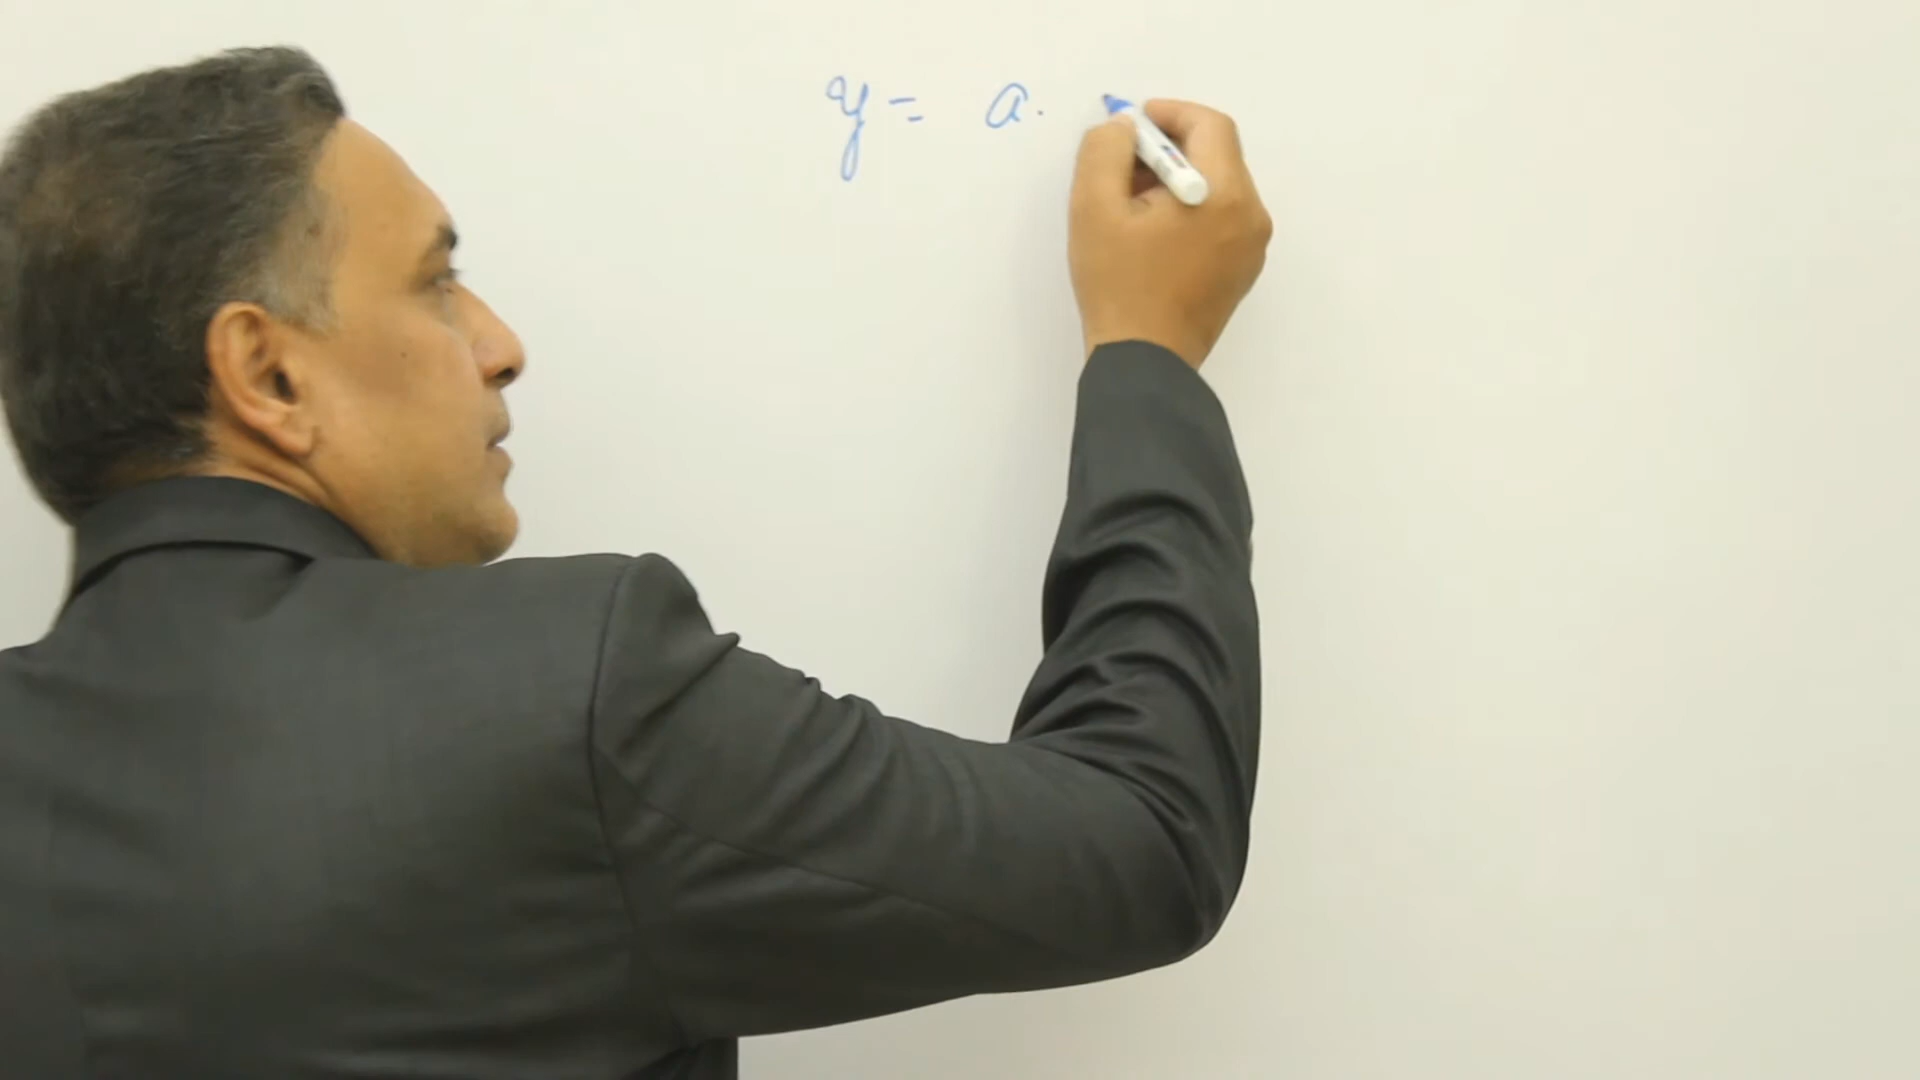 y = a.